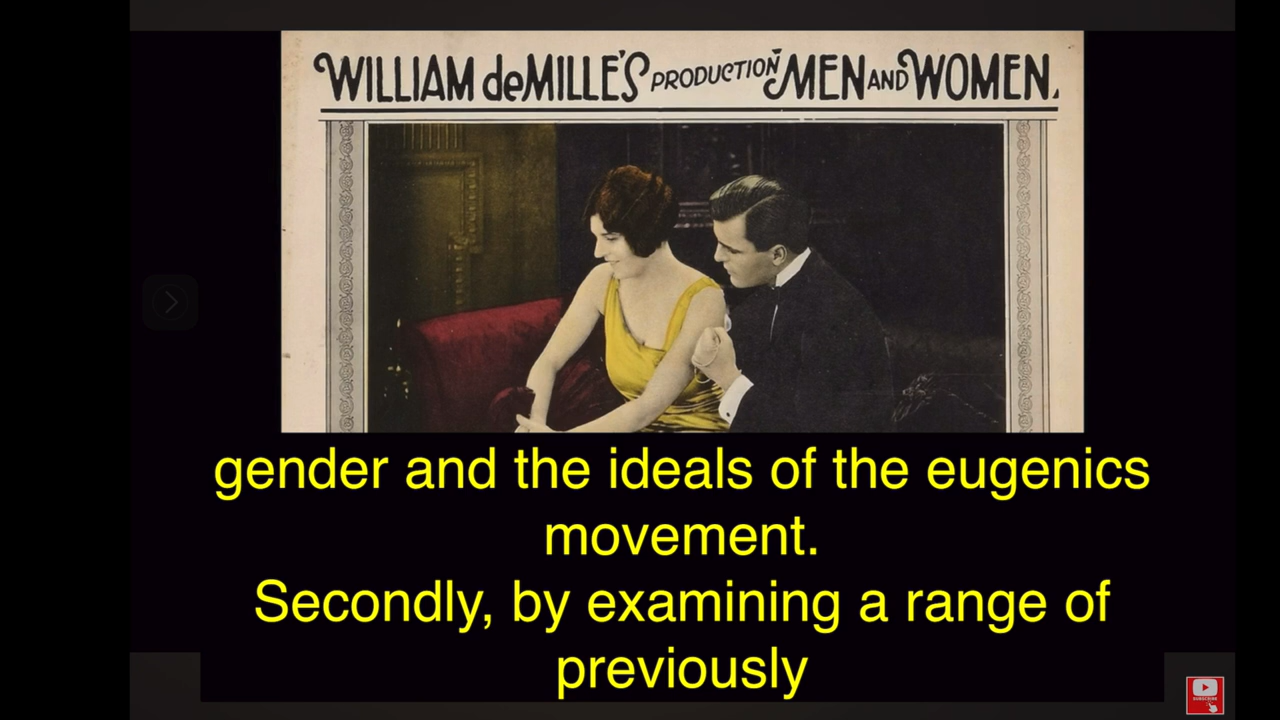 WILLIAM deMILLE'S PRODUCTION MEN AND WOMEN.
gender and the ideals of the eugenics
movement.
Secondly, by examining a range of
previously
SUBSCRIBE